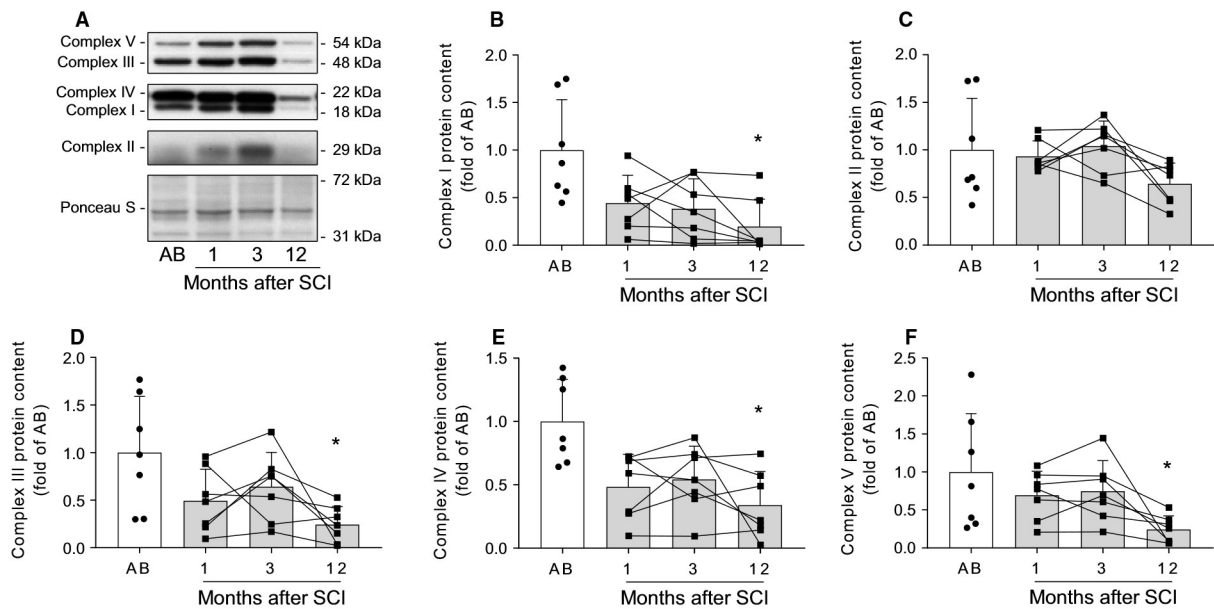 A
Complex V
- 54 kDa
Complex III
- 48 kDa
Complex IV
- 22 kDa
Complex I
- 18 kDa
Complex II
- 29 kDa
- 72 kDa
Ponceau S
- 31 kDa
AB 1 3 12
Months after SCI
B
Complex I protein content
(fold of AB)
2.0
1.5
1.0
0.5
0.0
*
AB 1 3 12
Months after SCI
C
Complex II protein content
(fold of AB)
2.0
1.5
1.0
0.5
0.0
AB 1 3 12
Months after SCI
D
Complex III protein content
(fold of AB)
2.0
1.5
1.0
0.5
0.0
*
AB 1 3 12
Months after SCI
E
Complex IV protein content
(fold of AB)
1.5
1.0
0.5
0.0
*
AB 1 3 12
Months after SCI
F
Complex V protein content
(fold of AB)
2.5
2.0
1.5
1.0
0.5
0.0
*
AB 1 3 12
Months after SCI